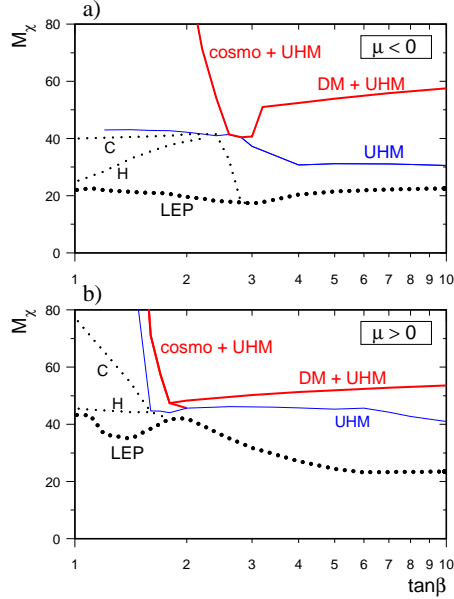 a)
M_χ
80
60
40
20
0
μ < 0
cosmo + UHM
DM + UHM
UHM
C
H
LEP
1 2 3 4 5 6 7 8 9 10
b)
M_χ
80
60
40
20
0
μ > 0
cosmo + UHM
DM + UHM
UHM
C
H
LEP
1 2 3 4 5 6 7 8 9 10
tanβ